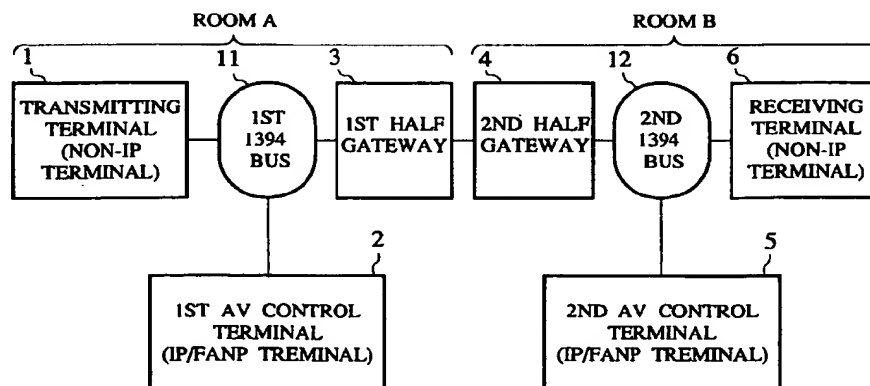 ROOM A
ROOM B
1
11
3
4
12
6
TRANSMITTING
TERMINAL
(NON-IP
TERMINAL)
1ST
1394
BUS
1ST HALF
GATEWAY
2ND HALF
GATEWAY
2ND
1394
BUS
RECEIVING
TERMINAL
(NON-IP
TERMINAL)
2
5
1ST AV CONTROL
TERMINAL
(IP/FANP TREMINAL)
2ND AV CONTROL
TERMINAL
(IP/FANP TREMINAL)